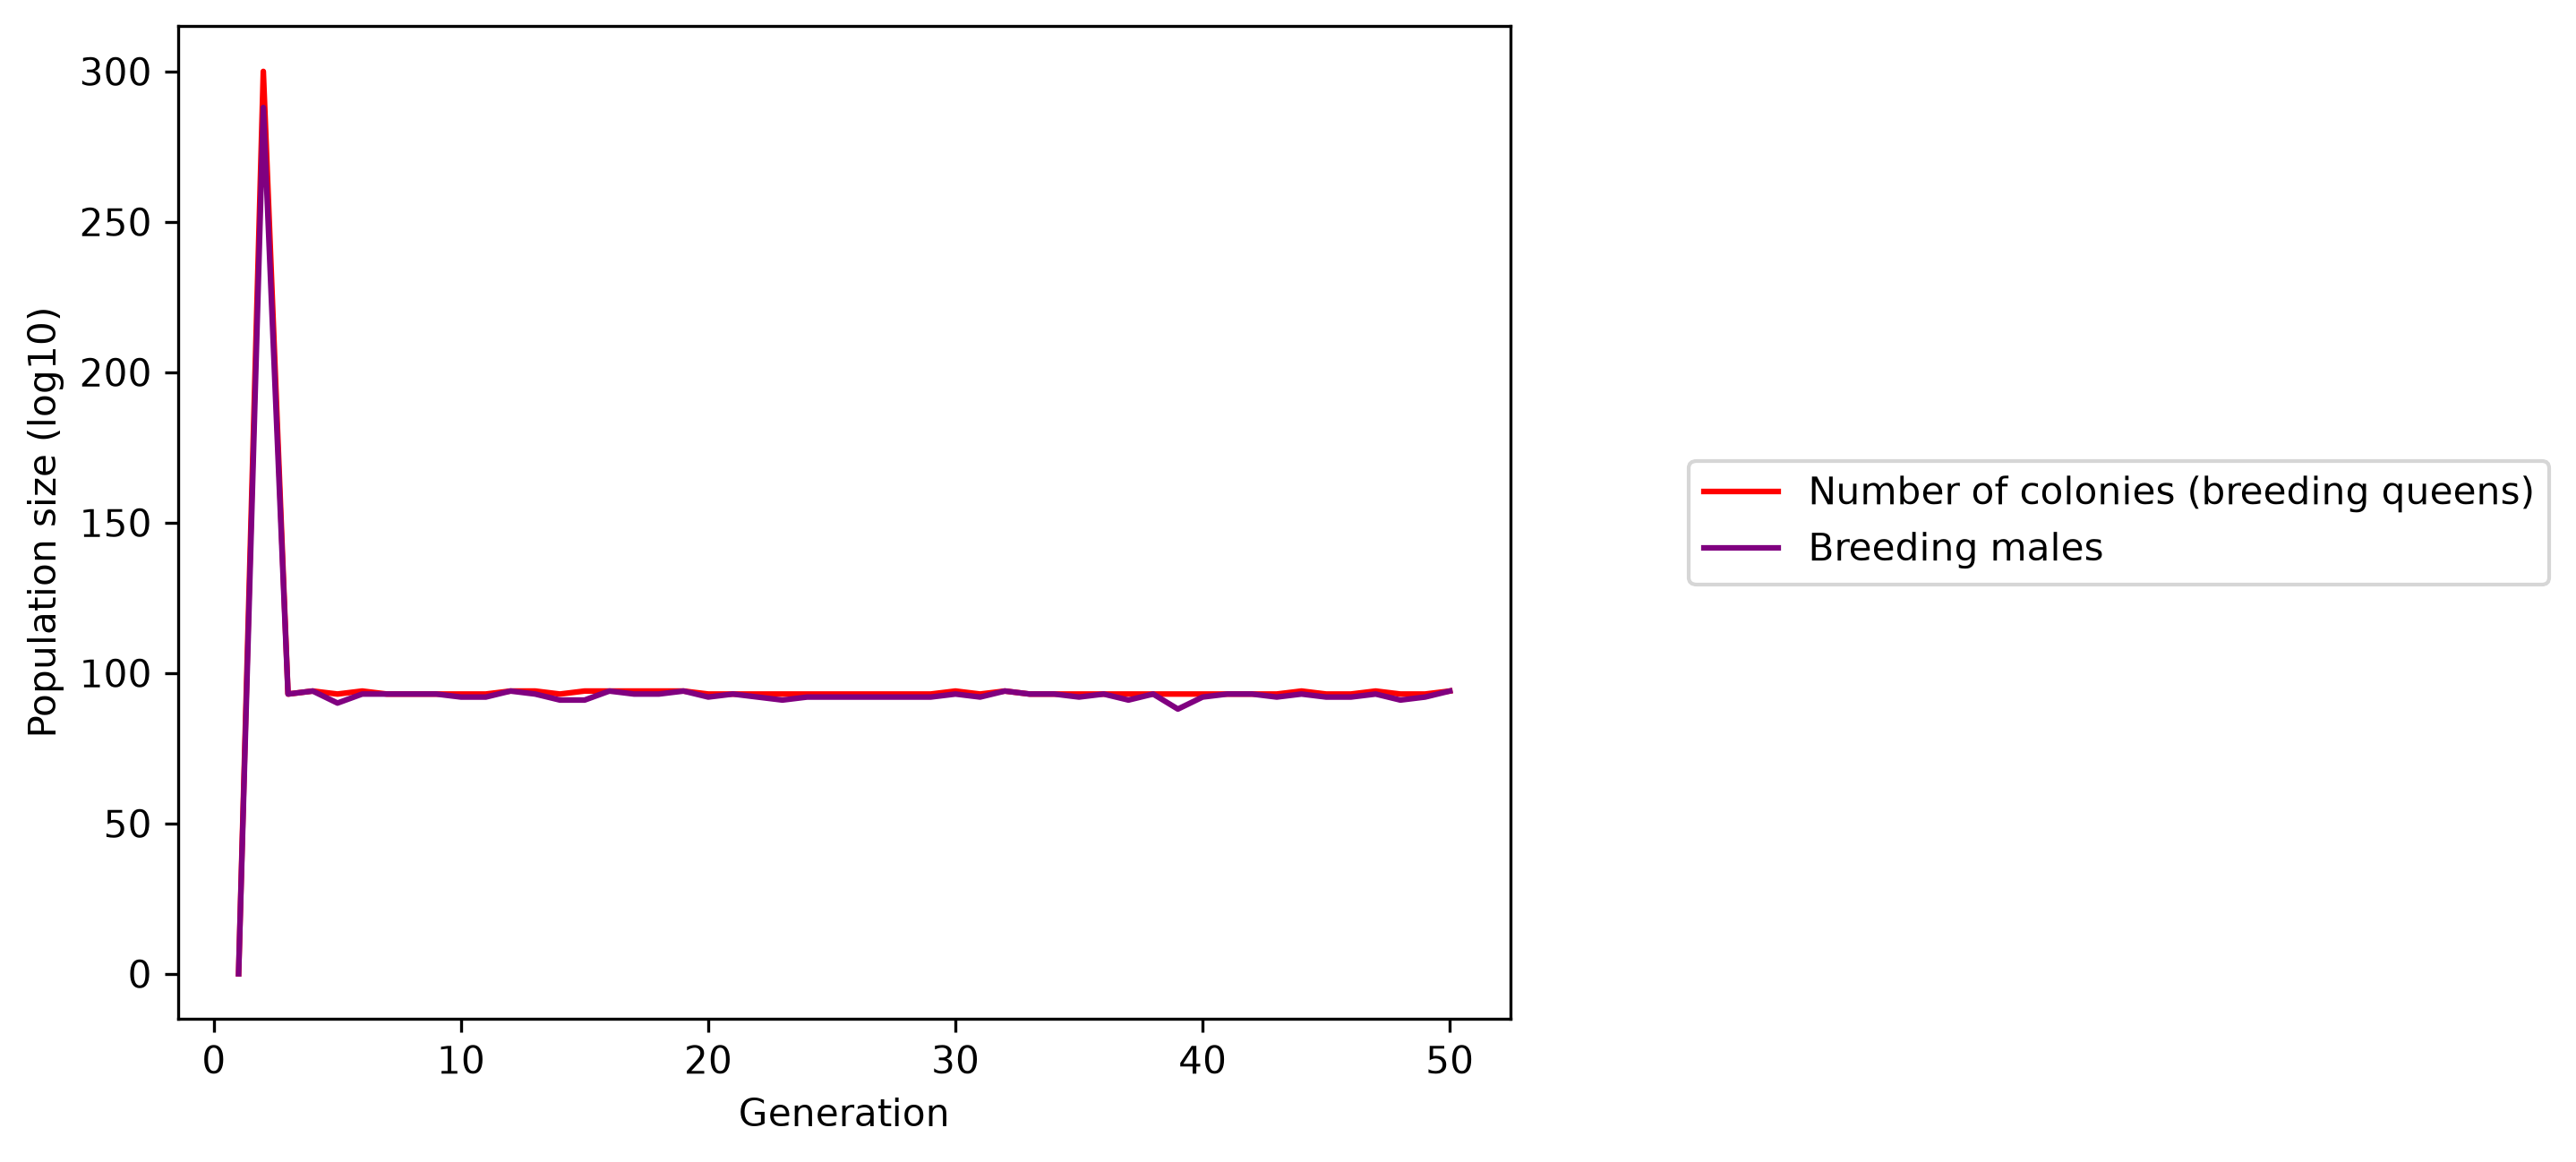 Population size (log10)
300
250
200
150
100
50
0
0 10 20 30 40 50
Generation
Number of colonies (breeding queens)
Breeding males